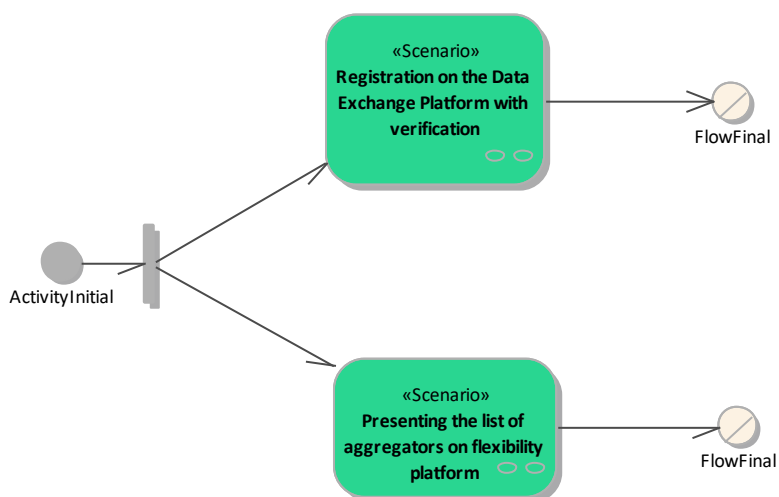 «Scenario»
Registration on the Data
Exchange Platform with
verification
FlowFinal
ActivityInitial
«Scenario»
Presenting the list of
aggregators on flexibility
platform
FlowFinal